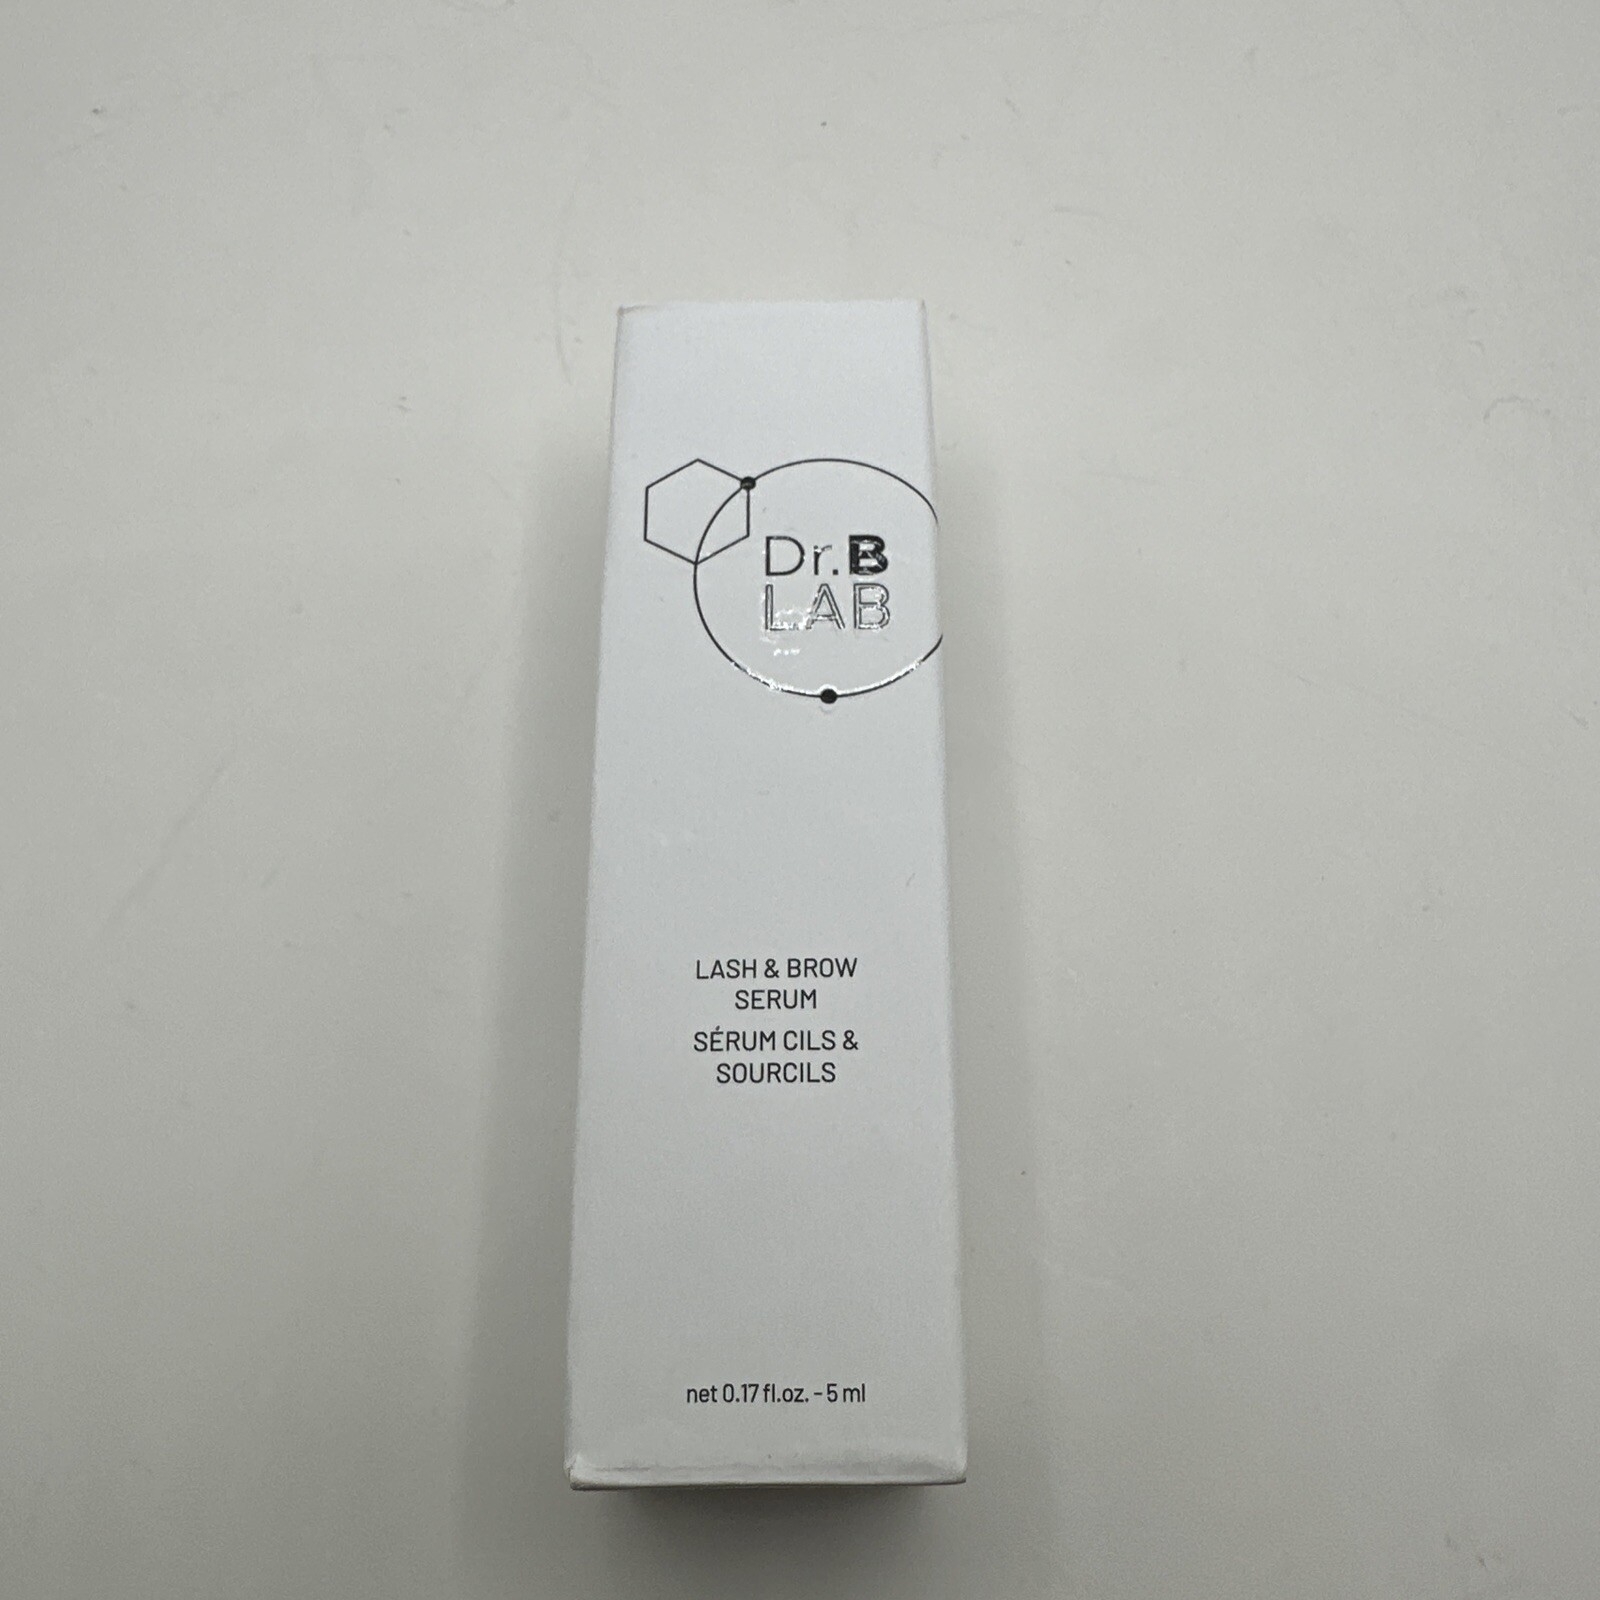 Dr.B
LAB
LASH & BROW
SERUM
SÉRUM CILS &
SOURCILS
net 0.17 fl.oz. - 5 ml